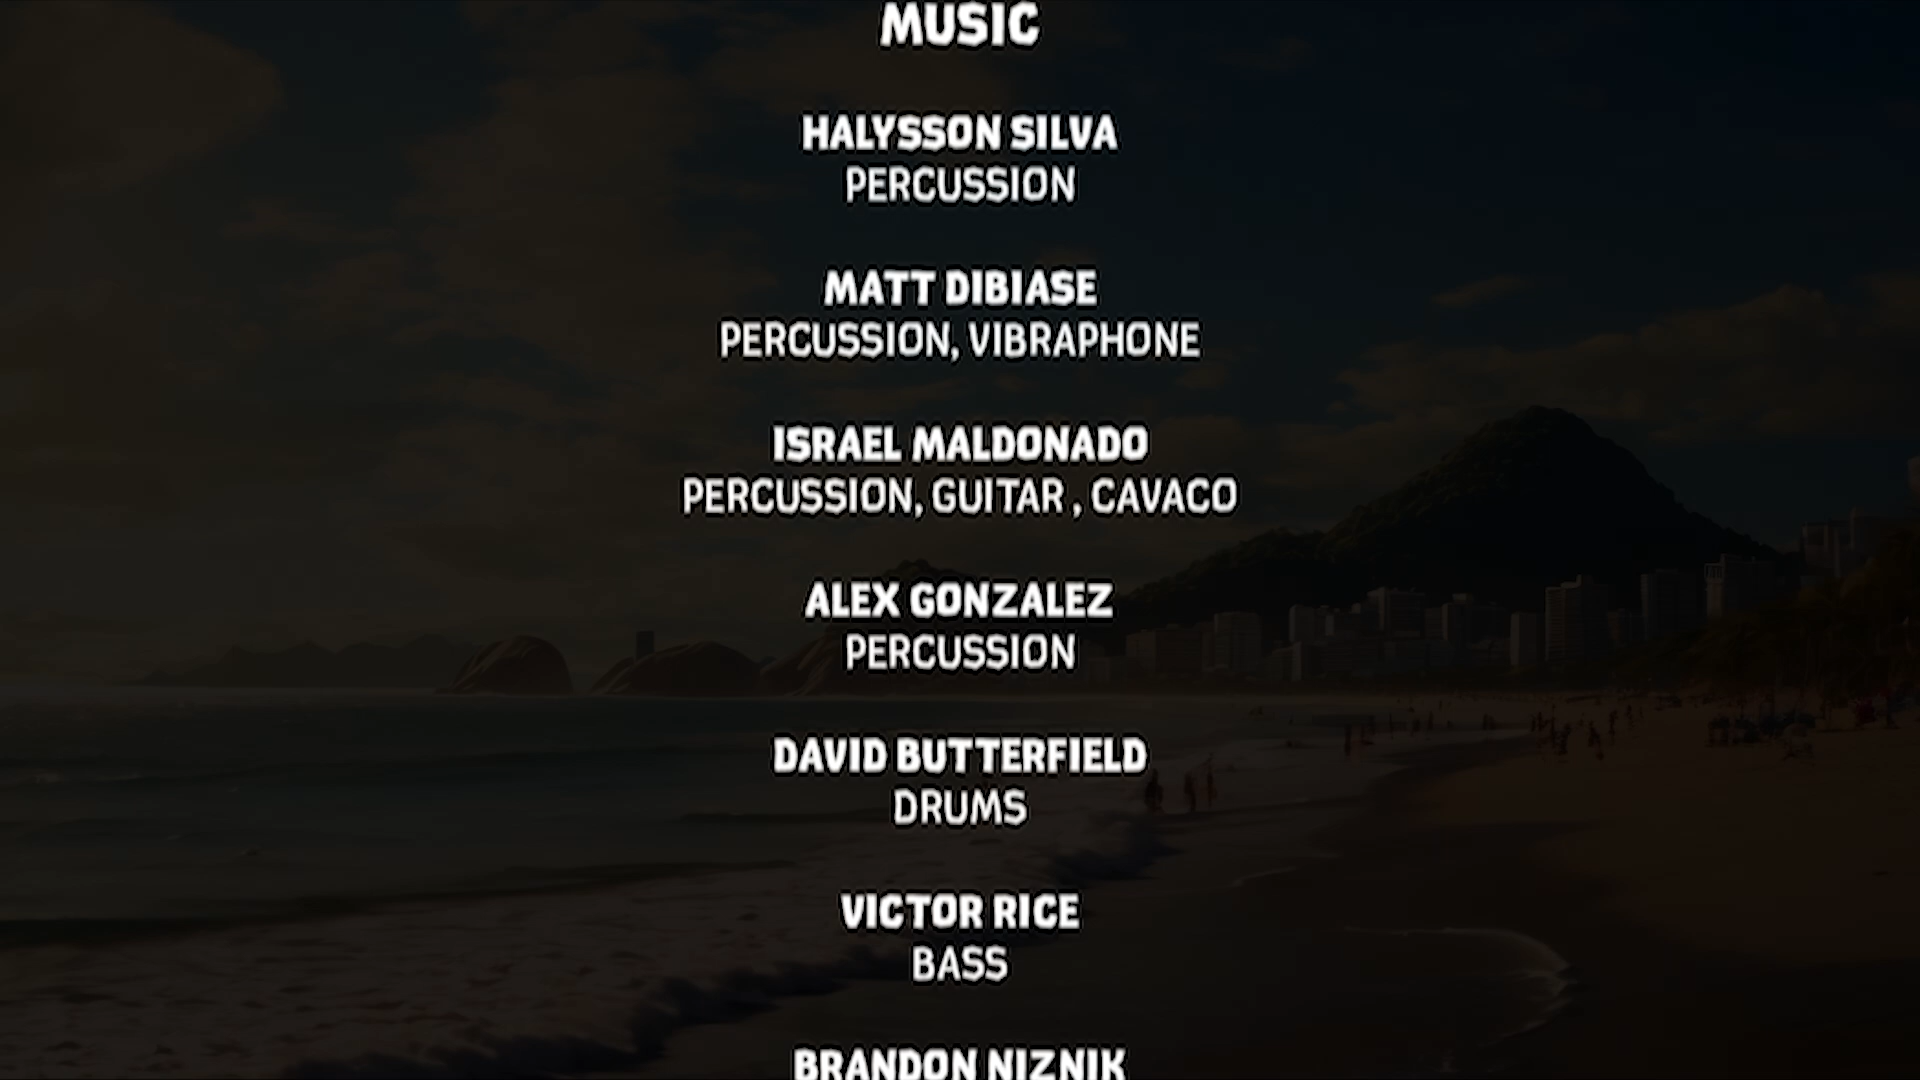 MUSIC
HALYSSON SILVA
PERCUSSION
MATT DIBIASE
PERCUSSION, VIBRAPHONE
ISRAEL MALDONADO
PERCUSSION, GUITAR , CAVACO
ALEX GONZALEZ
PERCUSSION
DAVID BUTTERFIELD
DRUMS
VICTOR RICE
BASS
BRANDON NIZNIK